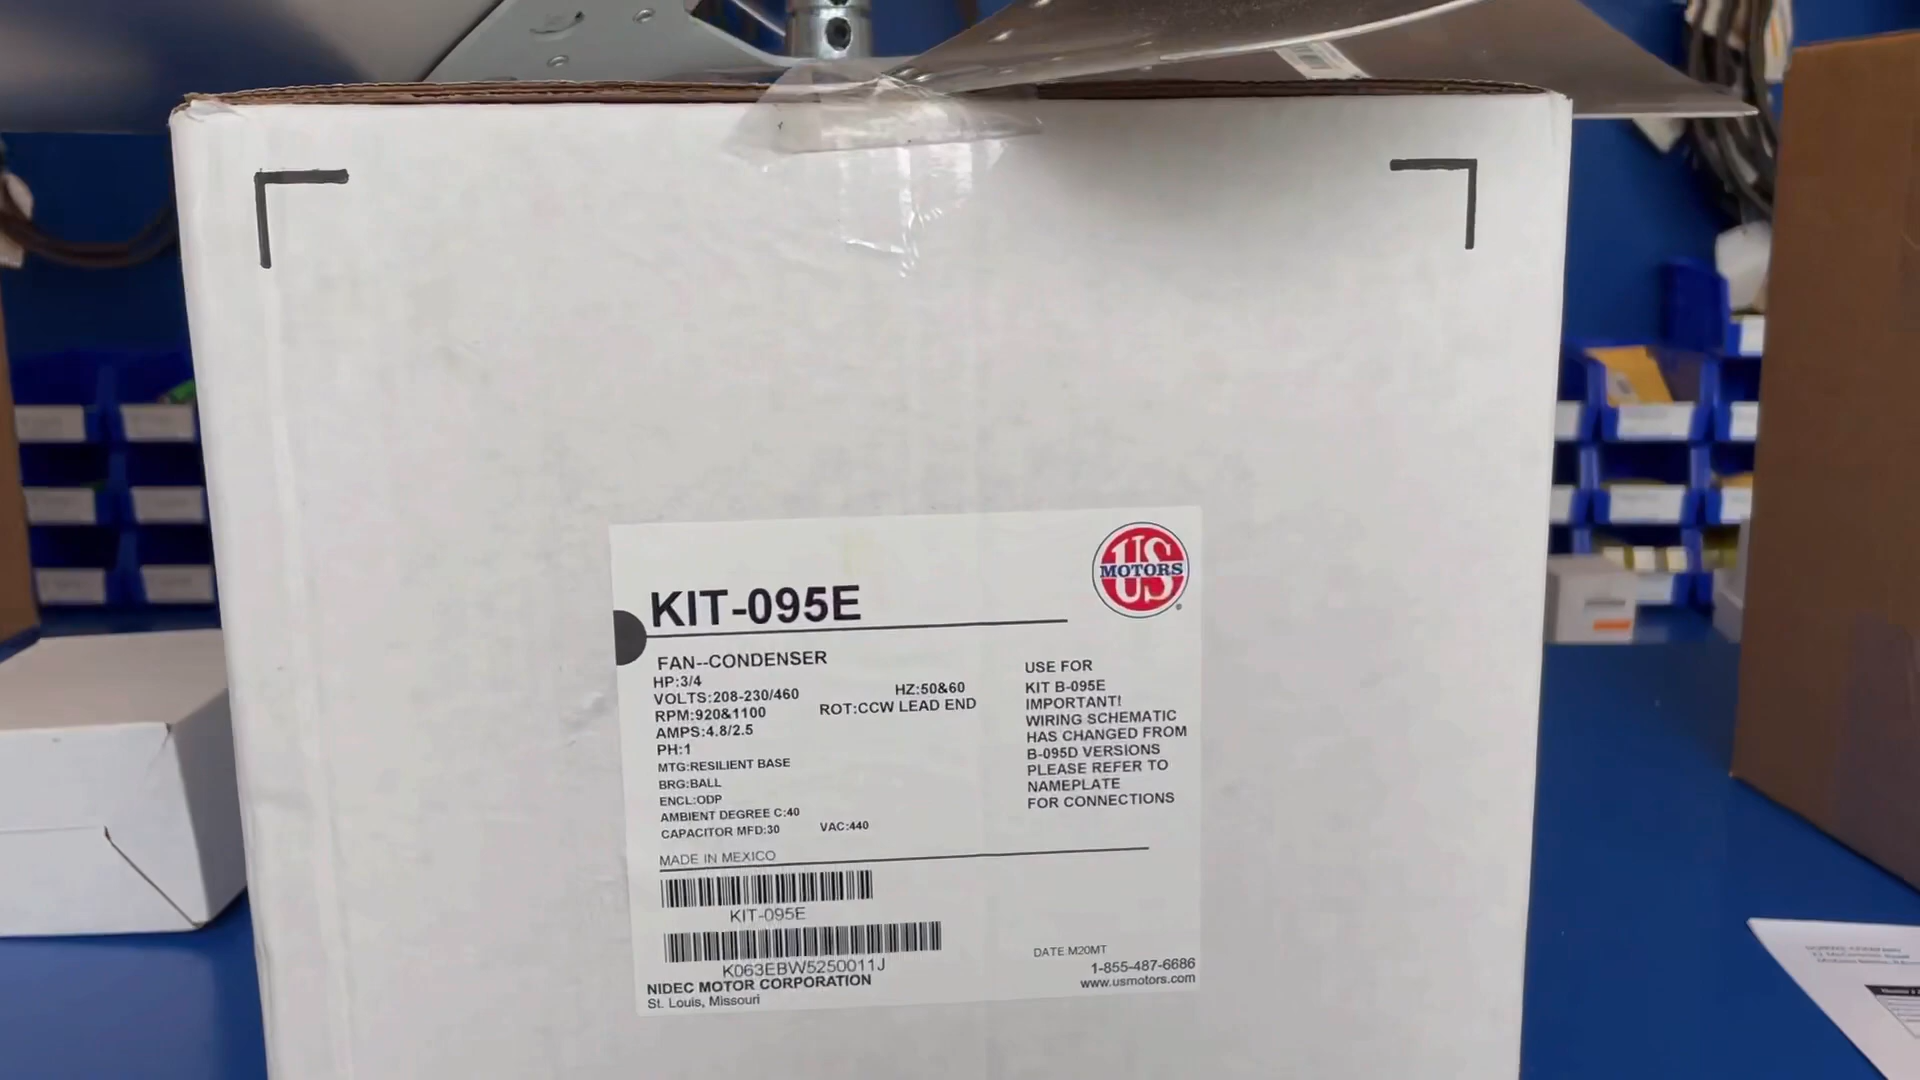 US
MOTORS
®
KIT-095E
FAN--CONDENSER
HP:3/4
VOLTS:208-230/460 HZ:50&60
RPM:920&1100 ROT:CCW LEAD END
AMPS:4.8/2.5
PH:1
MTG:RESILIENT BASE
BRG:BALL
ENCL:ODP
AMBIENT DEGREE C:40
CAPACITOR MFD:30 VAC:440
USE FOR
KIT B-095E
IMPORTANT!
WIRING SCHEMATIC
HAS CHANGED FROM
B-095D VERSIONS
PLEASE REFER TO
NAMEPLATE
FOR CONNECTIONS
MADE IN MEXICO
KIT-095E
K063EBW5250011J
NIDEC MOTOR CORPORATION
St. Louis, Missouri
DATE.M20MT
1-855-487-6686
www.usmotors.com